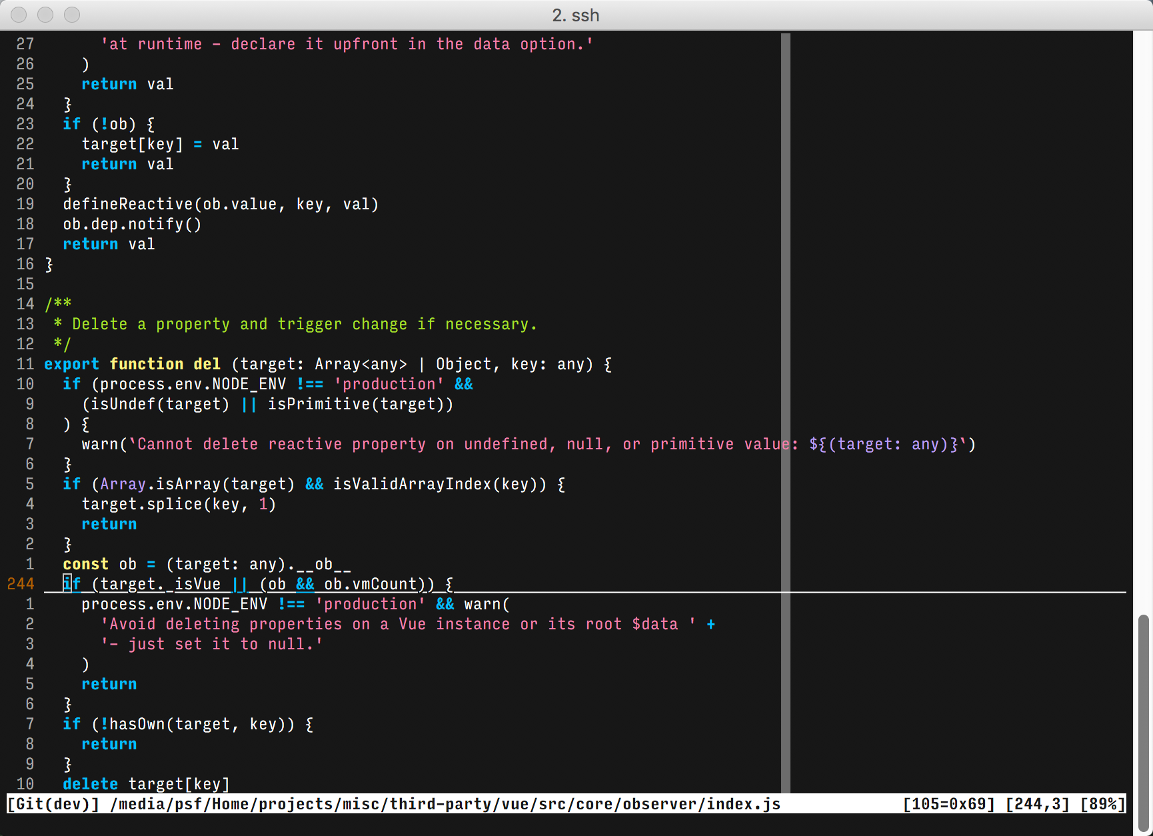 2. ssh
27       'at runtime - declare it upfront in the data option.'
26     )
25     return val
24   }
23   if (!ob) {
22     target[key] = val
21     return val
20   }
19   defineReactive(ob.value, key, val)
18   ob.dep.notify()
17   return val
16 }
15
14 /**
13  * Delete a property and trigger change if necessary.
12  */
11 export function del (target: Array<any> | Object, key: any) {
10   if (process.env.NODE_ENV !== 'production' &&
 9     (isUndef(target) || isPrimitive(target))
 8   ) {
 7     warn(`Cannot delete reactive property on undefined, null, or primitive value: ${(target: any)}`)
 6   }
 5   if (Array.isArray(target) && isValidArrayIndex(key)) {
 4     target.splice(key, 1)
 3     return
 2   }
 1   const ob = (target: any).__ob__
244   if (target._isVue || (ob && ob.vmCount)) {
 1     process.env.NODE_ENV !== 'production' && warn(
 2       'Avoid deleting properties on a Vue instance or its root $data ' +
 3       '- just set it to null.'
 4     )
 5     return
 6   }
 7   if (!hasOwn(target, key)) {
 8     return
 9   }
10   delete target[key]
[Git(dev)] /media/psf/Home/projects/misc/third-party/vue/src/core/observer/index.js [105=0x69] [244,3] [89%]